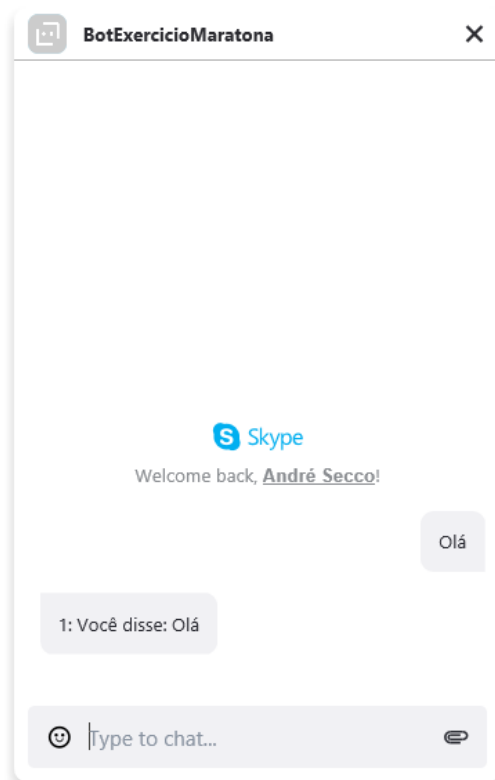 BotExercicioMaratona
Skype
Welcome back, André Secco!
Olá
1: Você disse: Olá
Type to chat...